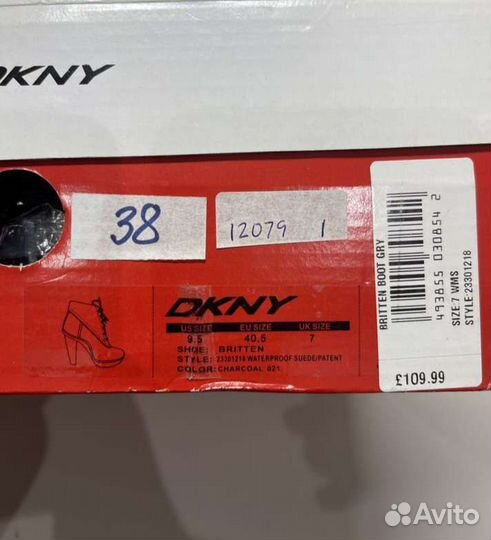 DKNY
38
12079 1
DKNY
US SIZE EU SIZE UK SIZE
9.5 40.5 7
SHOE: BRITTEN
STYLE: 23301218 WATERPROOF SUEDE/PATENT
COLOR: CHARCOAL 021
BRITTEN BOOT GRY
493855 030854 2
SIZE:7 WMS
STYLE:23301218
£109.99
Avito